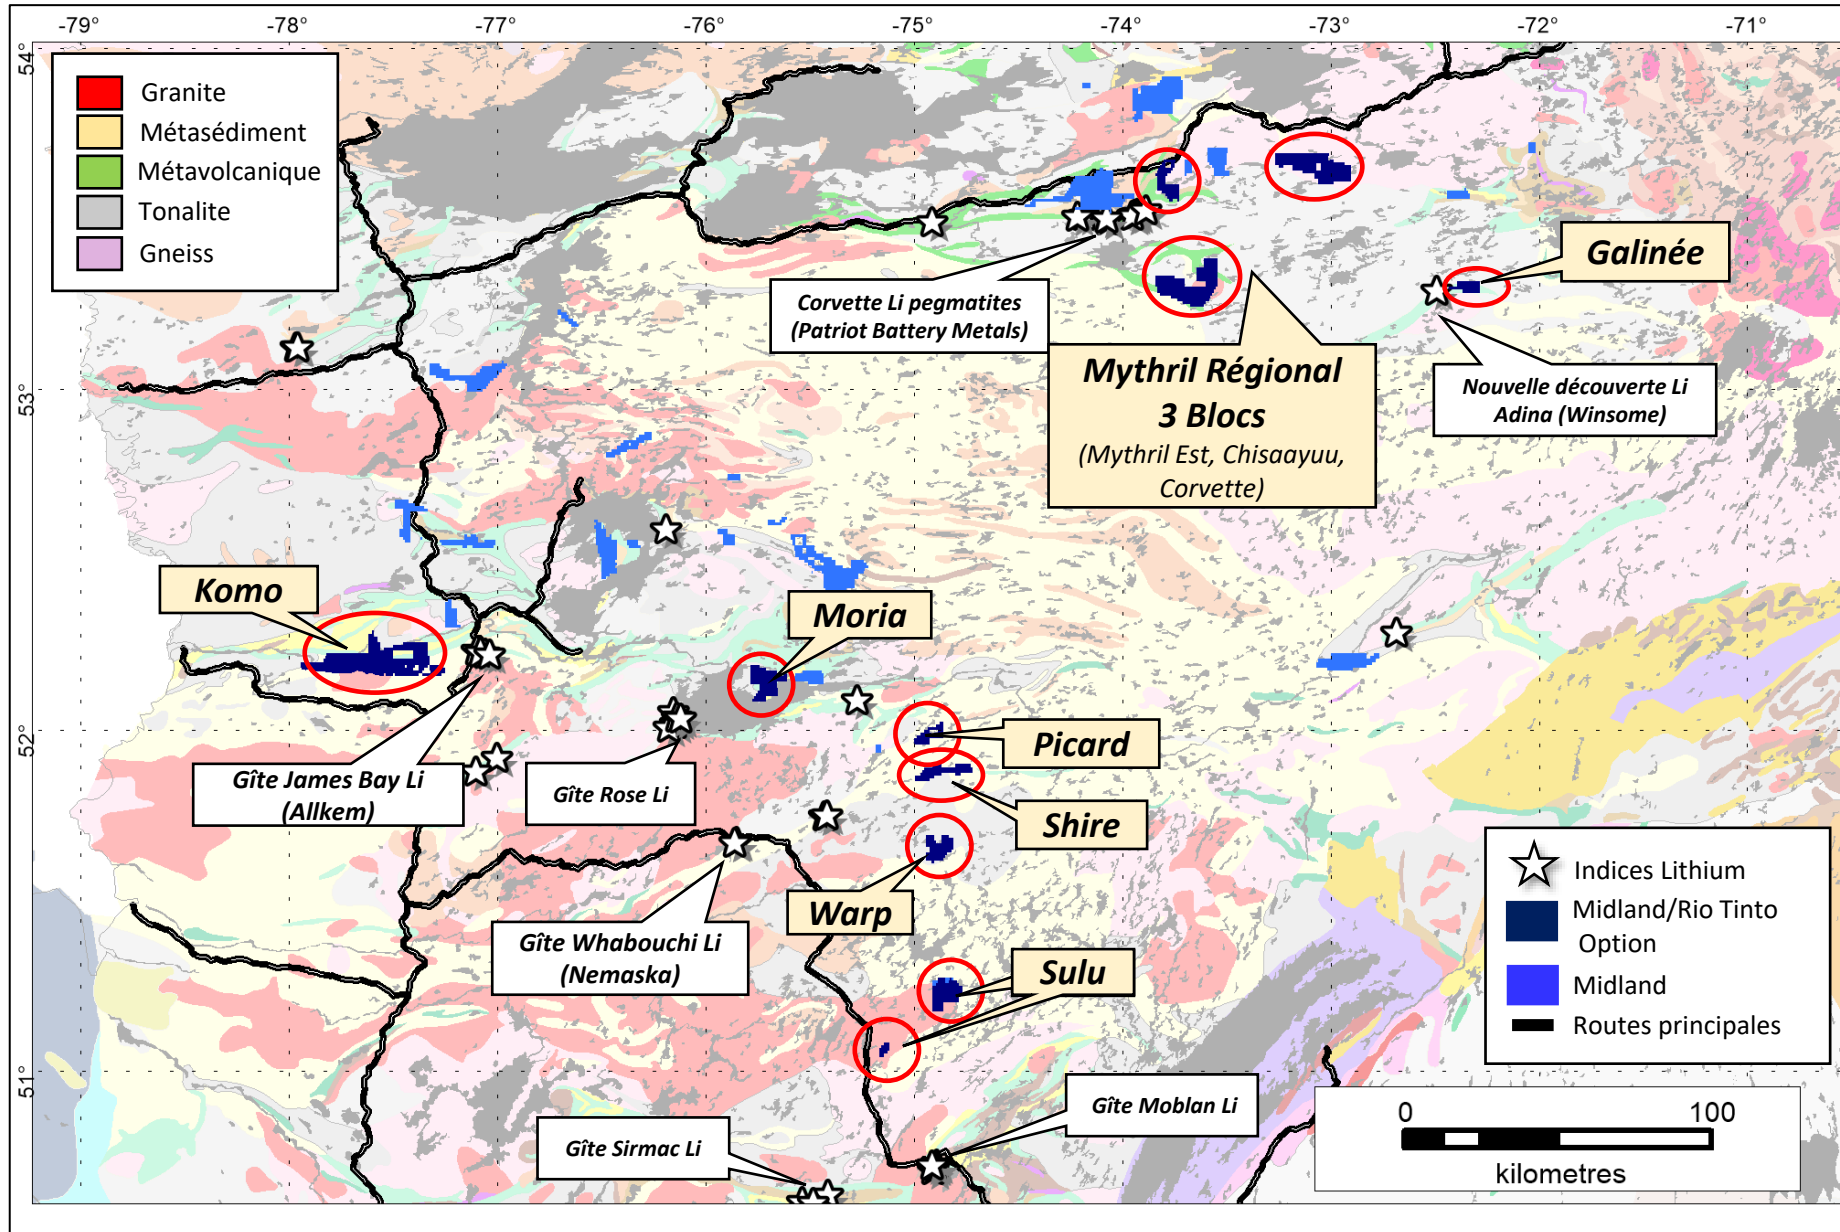 -79° -78° -77° -76° -75° -74° -73° -72° -71°
54°
53°
52°
51°
Granite
Métasédiment
Métavolcanique
Tonalite
Gneiss
Galinée
Corvette Li pegmatites
(Patriot Battery Metals)
Mythril Régional
3 Blocs
(Mythril Est, Chisaayuu,
Corvette)
Nouvelle découverte Li
Adina (Winsome)
Komo
Moria
Picard
Gîte James Bay Li
(Allkem)
Gîte Rose Li
Shire
Warp
Gîte Whabouchi Li
(Nemaska)
Sulu
Gîte Moblan Li
Gîte Sirmac Li
Indices Lithium
Midland/Rio Tinto
Option
Midland
Routes principales
0 100
kilometres